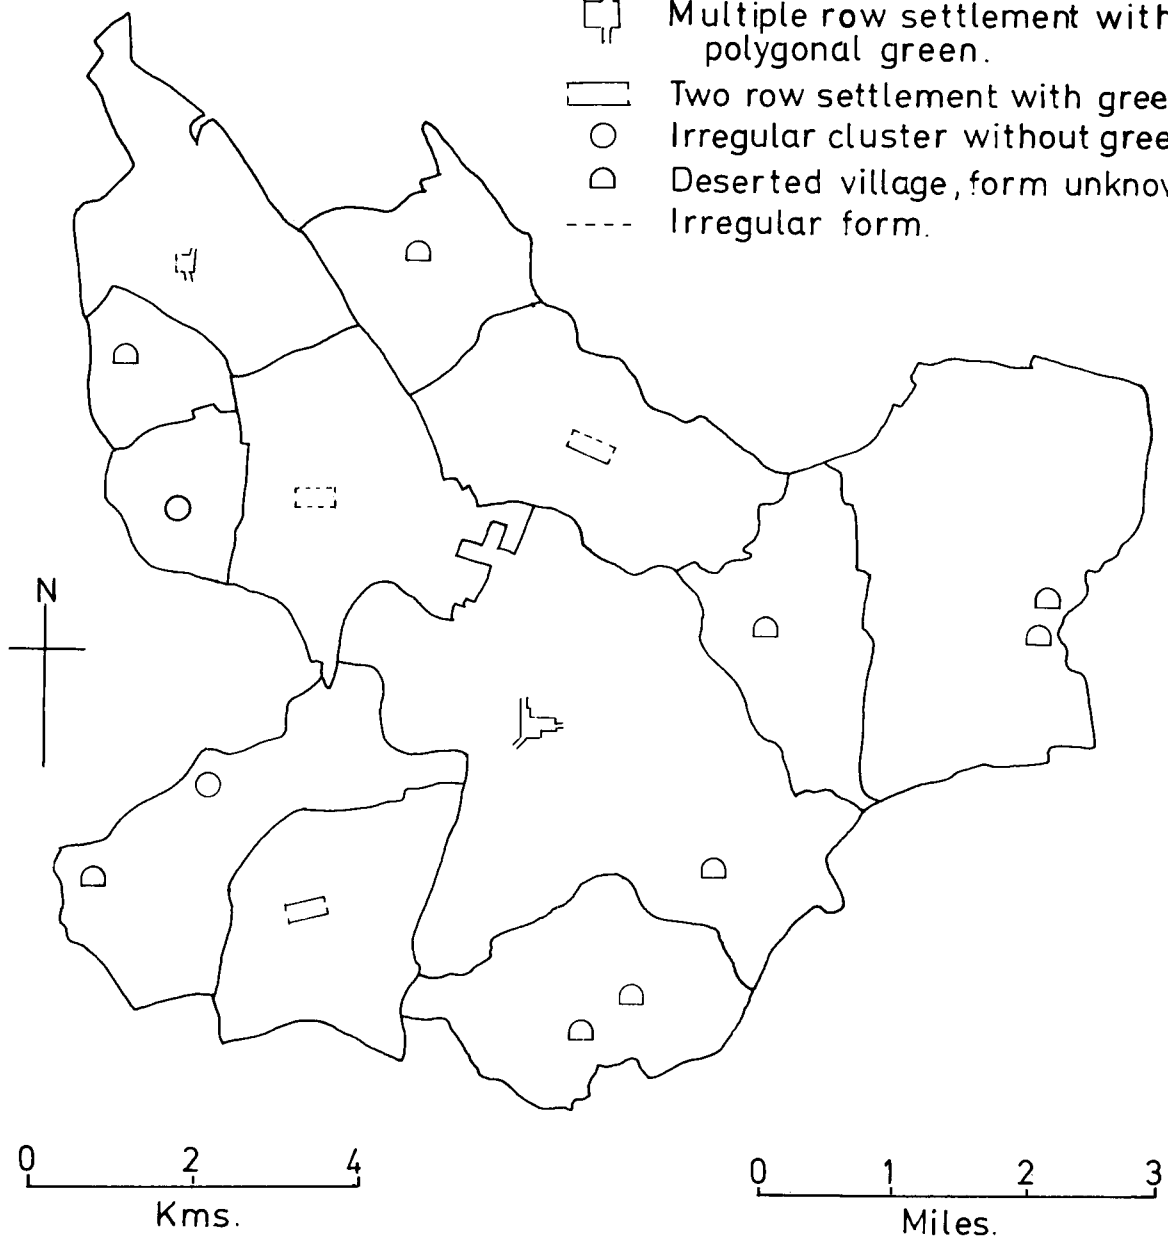 Multiple row settlement with
polygonal green.
Two row settlement with gree
Irregular cluster without gree
Deserted village, form unknov
Irregular form.
N
0 2 4
Kms.
0 1 2 3
Miles.